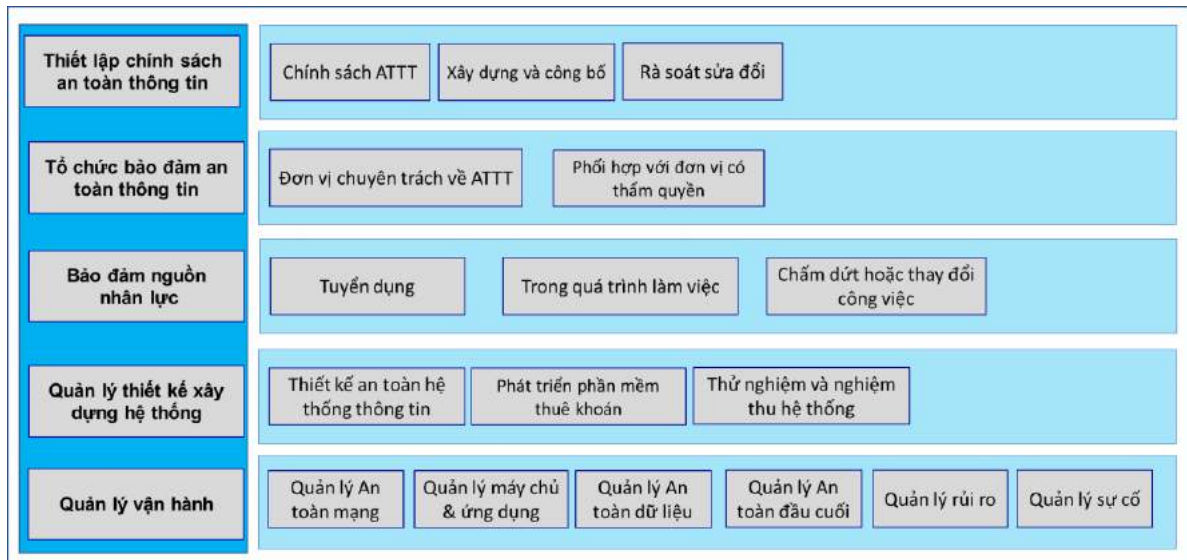 Thiết lập chính sách
an toàn thông tin
Chính sách ATTT
Xây dựng và công bố
Rà soát sửa đổi
Tổ chức bảo đảm an
toàn thông tin
Đơn vị chuyên trách về ATTT
Phối hợp với đơn vị có
thẩm quyền
Bảo đảm nguồn
nhân lực
Tuyển dụng
Trong quá trình làm việc
Chấm dứt hoặc thay đổi
công việc
Quản lý thiết kế xây
dựng hệ thống
Thiết kế an toàn hệ
thống thông tin
Phát triển phần mềm
thuê khoán
Thử nghiệm và nghiệm
thu hệ thống
Quản lý vận hành
Quản lý An
toàn mạng
Quản lý máy chủ
& ứng dụng
Quản lý An
toàn dữ liệu
Quản lý An
toàn đầu cuối
Quản lý rủi ro
Quản lý sự cố